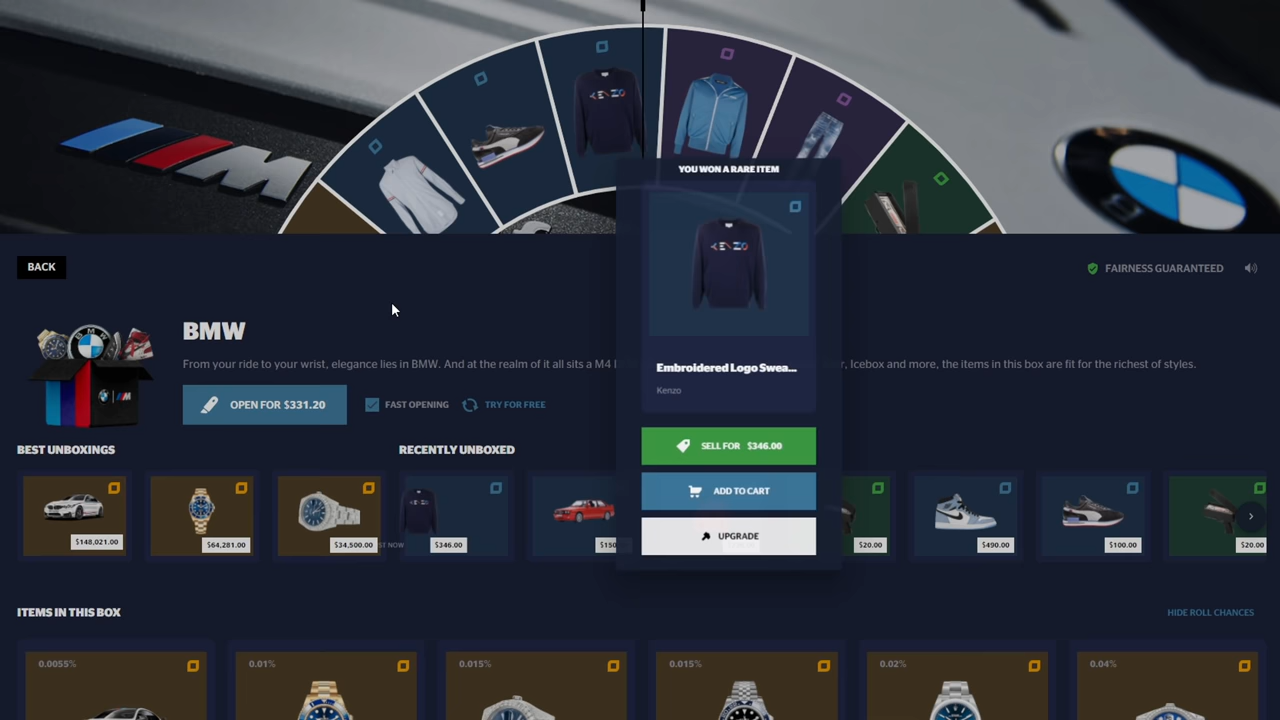 M
KENZO
YOU WON A RARE ITEM
KENZO
BACK
FAIRNESS GUARANTEED
BMW
From your ride to your wrist, elegance lies in BMW. And at the realm of it all sits a M4
, Icebox and more, the items in this box are fit for the richest of styles.
Embroidered Logo Swea...
Kenzo
OPEN FOR $331.20
FAST OPENING
TRY FOR FREE
SELL FOR $346.00
ADD TO CART
UPGRADE
BEST UNBOXINGS
RECENTLY UNBOXED
$148,021.00
$64,281.00
$34,500.00
ST NOW
$346.00
$150
$20.00
$490.00
$100.00
$20.00
ITEMS IN THIS BOX
HIDE ROLL CHANCES
0.0055%
0.01%
0.015%
0.015%
0.02%
0.04%